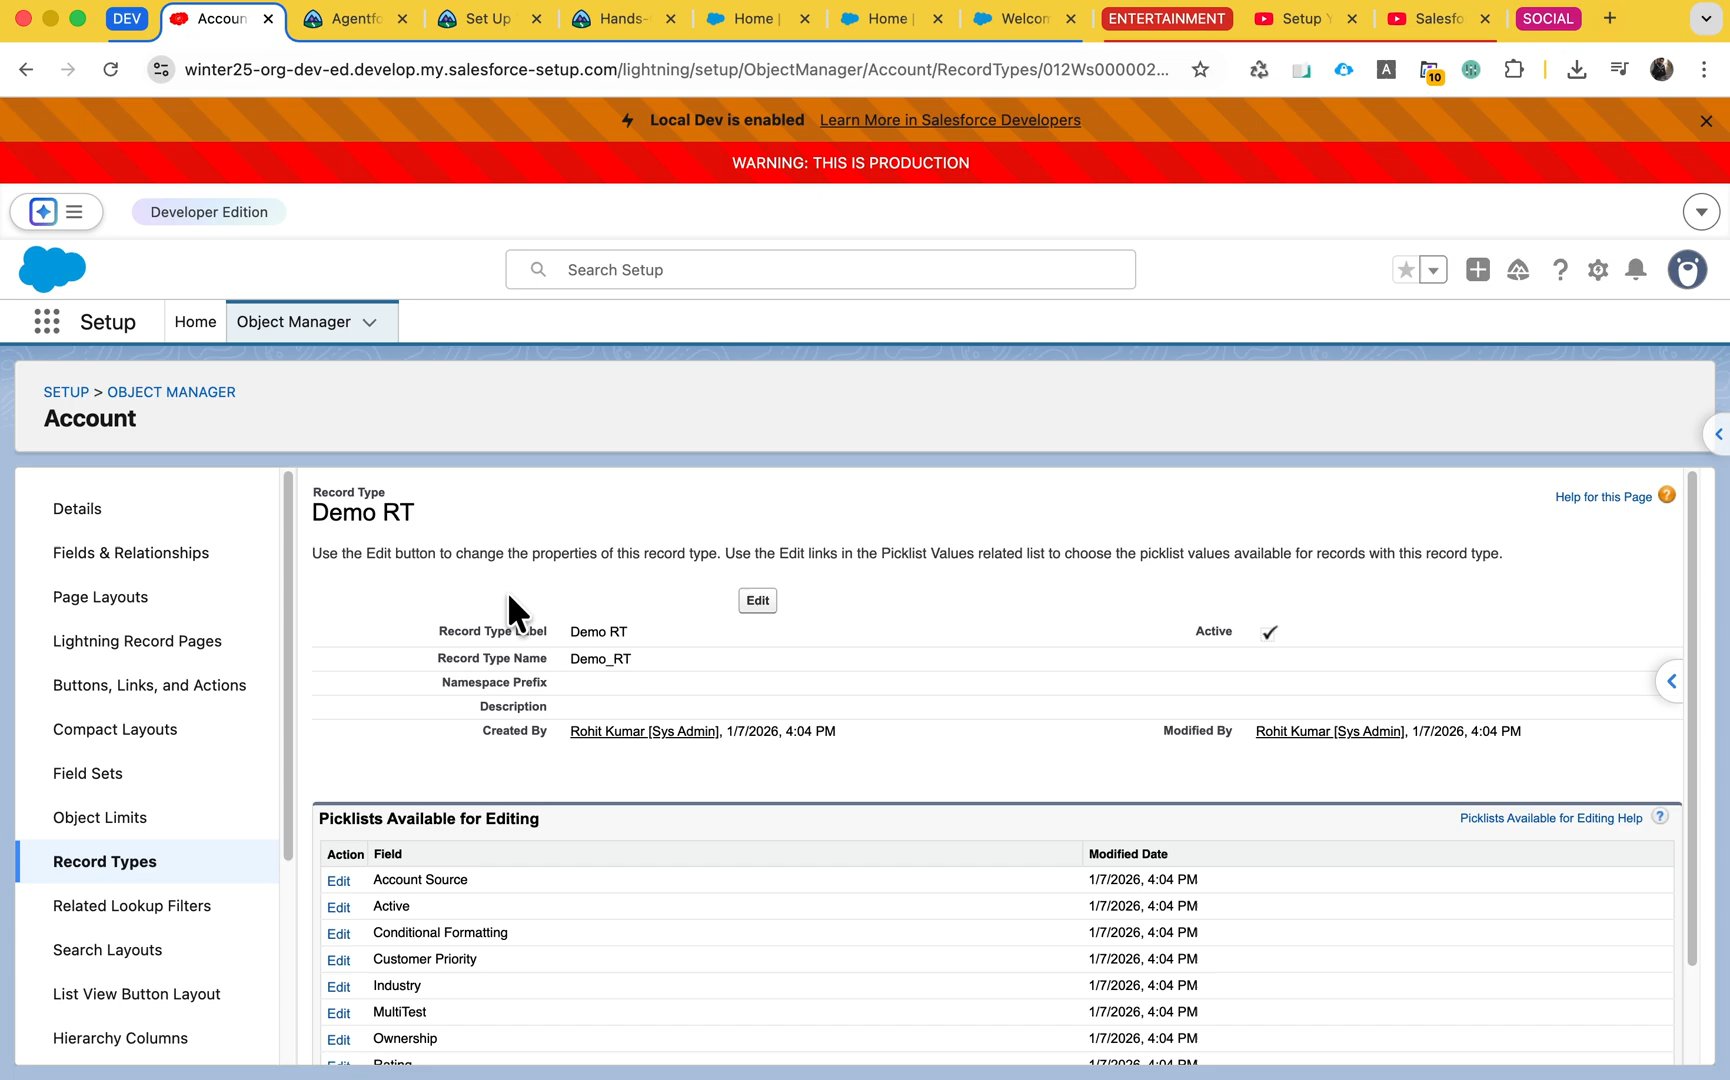 DEV
Accoun
Agentfo
Set Up
Hands-
Home |
Home |
Welcom
ENTERTAINMENT
Setup
Salesfo
SOCIAL
winter25-org-dev-ed.develop.my.salesforce-setup.com/lightning/setup/ObjectManager/Account/RecordTypes/012Ws000002...
A
10
Local Dev is enabled Learn More in Salesforce Developers
WARNING: THIS IS PRODUCTION
Developer Edition
Search Setup
Setup
Home
Object Manager
SETUP > OBJECT MANAGER
Account
Details
Fields & Relationships
Page Layouts
Lightning Record Pages
Buttons, Links, and Actions
Compact Layouts
Field Sets
Object Limits
Record Types
Related Lookup Filters
Search Layouts
List View Button Layout
Hierarchy Columns
Record Type
Demo RT
Help for this Page ?
Use the Edit button to change the properties of this record type. Use the Edit links in the Picklist Values related list to choose the picklist values available for records with this record type.
Edit
Record Type Label Demo RT Active
Record Type Name Demo_RT
Namespace Prefix
Description
Created By Rohit Kumar [Sys Admin], 1/7/2026, 4:04 PM Modified By Rohit Kumar [Sys Admin], 1/7/2026, 4:04 PM
Picklists Available for Editing
Picklists Available for Editing Help ?
Action Field Modified Date
Edit Account Source 1/7/2026, 4:04 PM
Edit Active 1/7/2026, 4:04 PM
Edit Conditional Formatting 1/7/2026, 4:04 PM
Edit Customer Priority 1/7/2026, 4:04 PM
Edit Industry 1/7/2026, 4:04 PM
Edit MultiTest 1/7/2026, 4:04 PM
Edit Ownership 1/7/2026, 4:04 PM
Edit Rating 1/7/2026, 4:04 PM